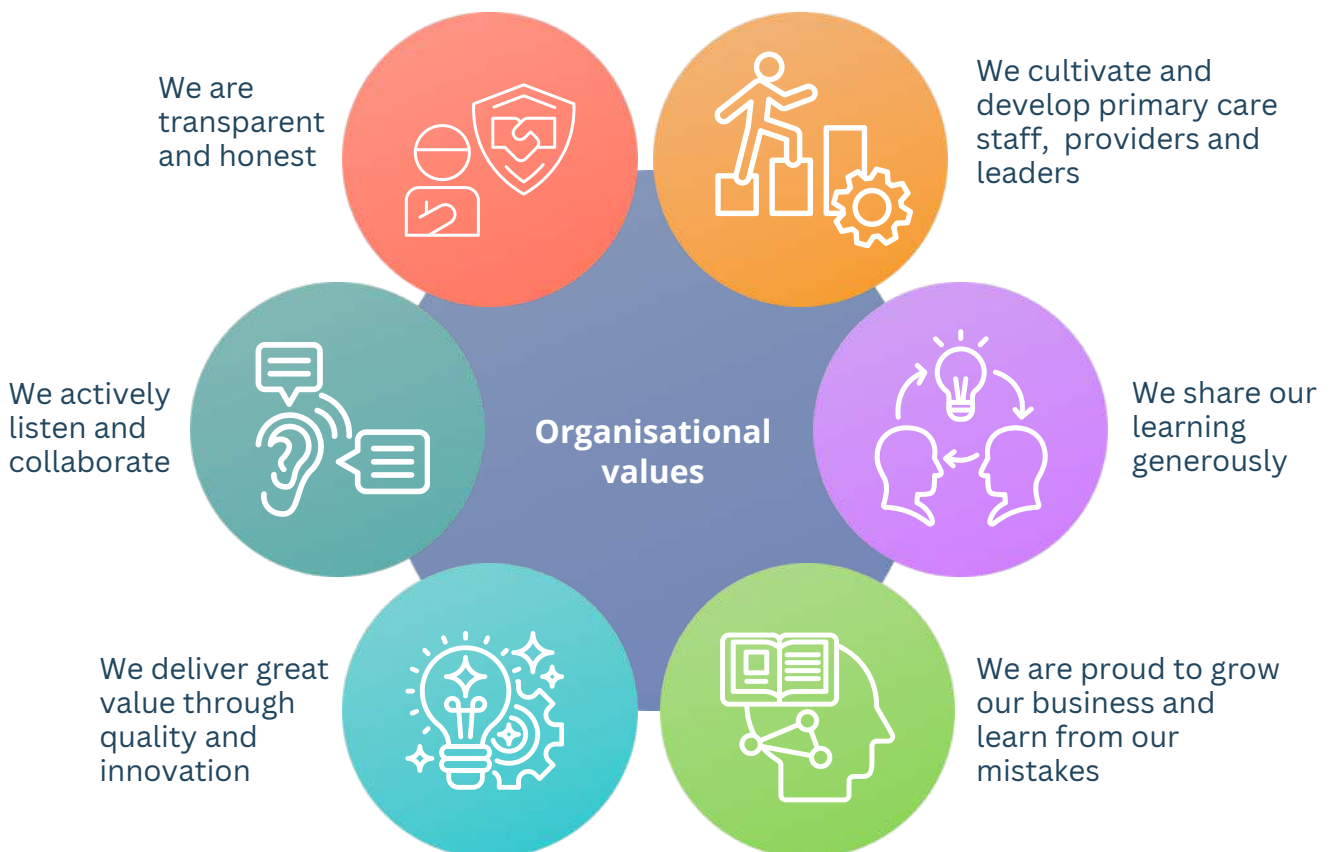 We are
transparent
and honest
We cultivate and
develop primary care
staff,  providers and
leaders
We actively
listen and
collaborate
Organisational
values
We share our
learning
generously
We deliver great
value through
quality and
innovation
We are proud to grow
our business and
learn from our
mistakes